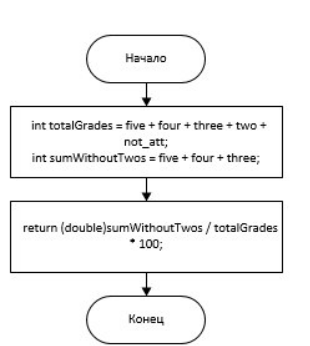 Начало
int totalGrades = five + four + three + two +
not_att;
int sumWithoutTwos = five + four + three;
return (double)sumWithoutTwos / totalGrades
* 100;
Конец